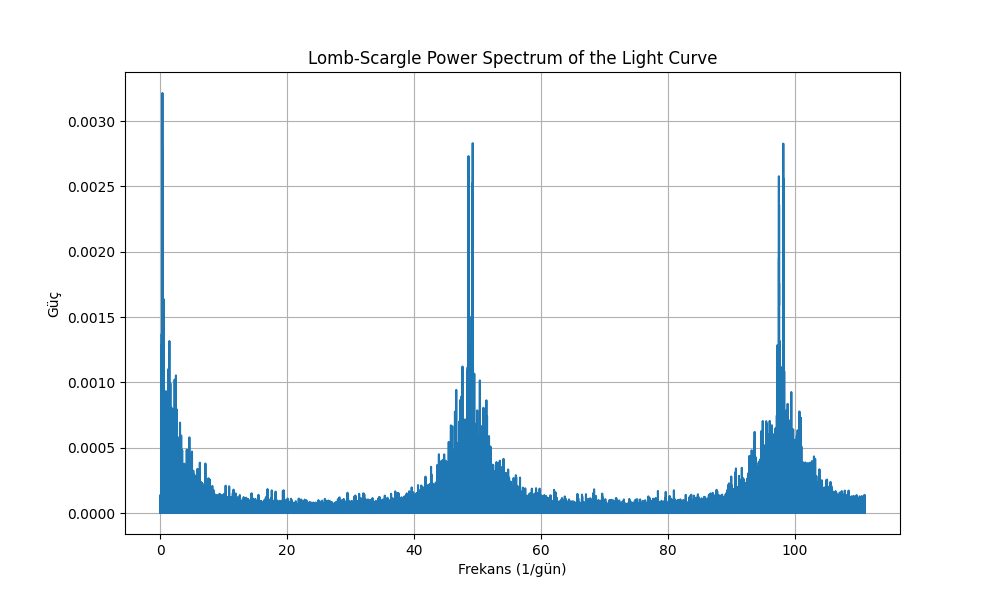 Lomb-Scargle Power Spectrum of the Light Curve
0.0030
0.0025
0.0020
0.0015
0.0010
0.0005
0.0000
Güç
0 20 40 60 80 100
Frekans (1/gün)